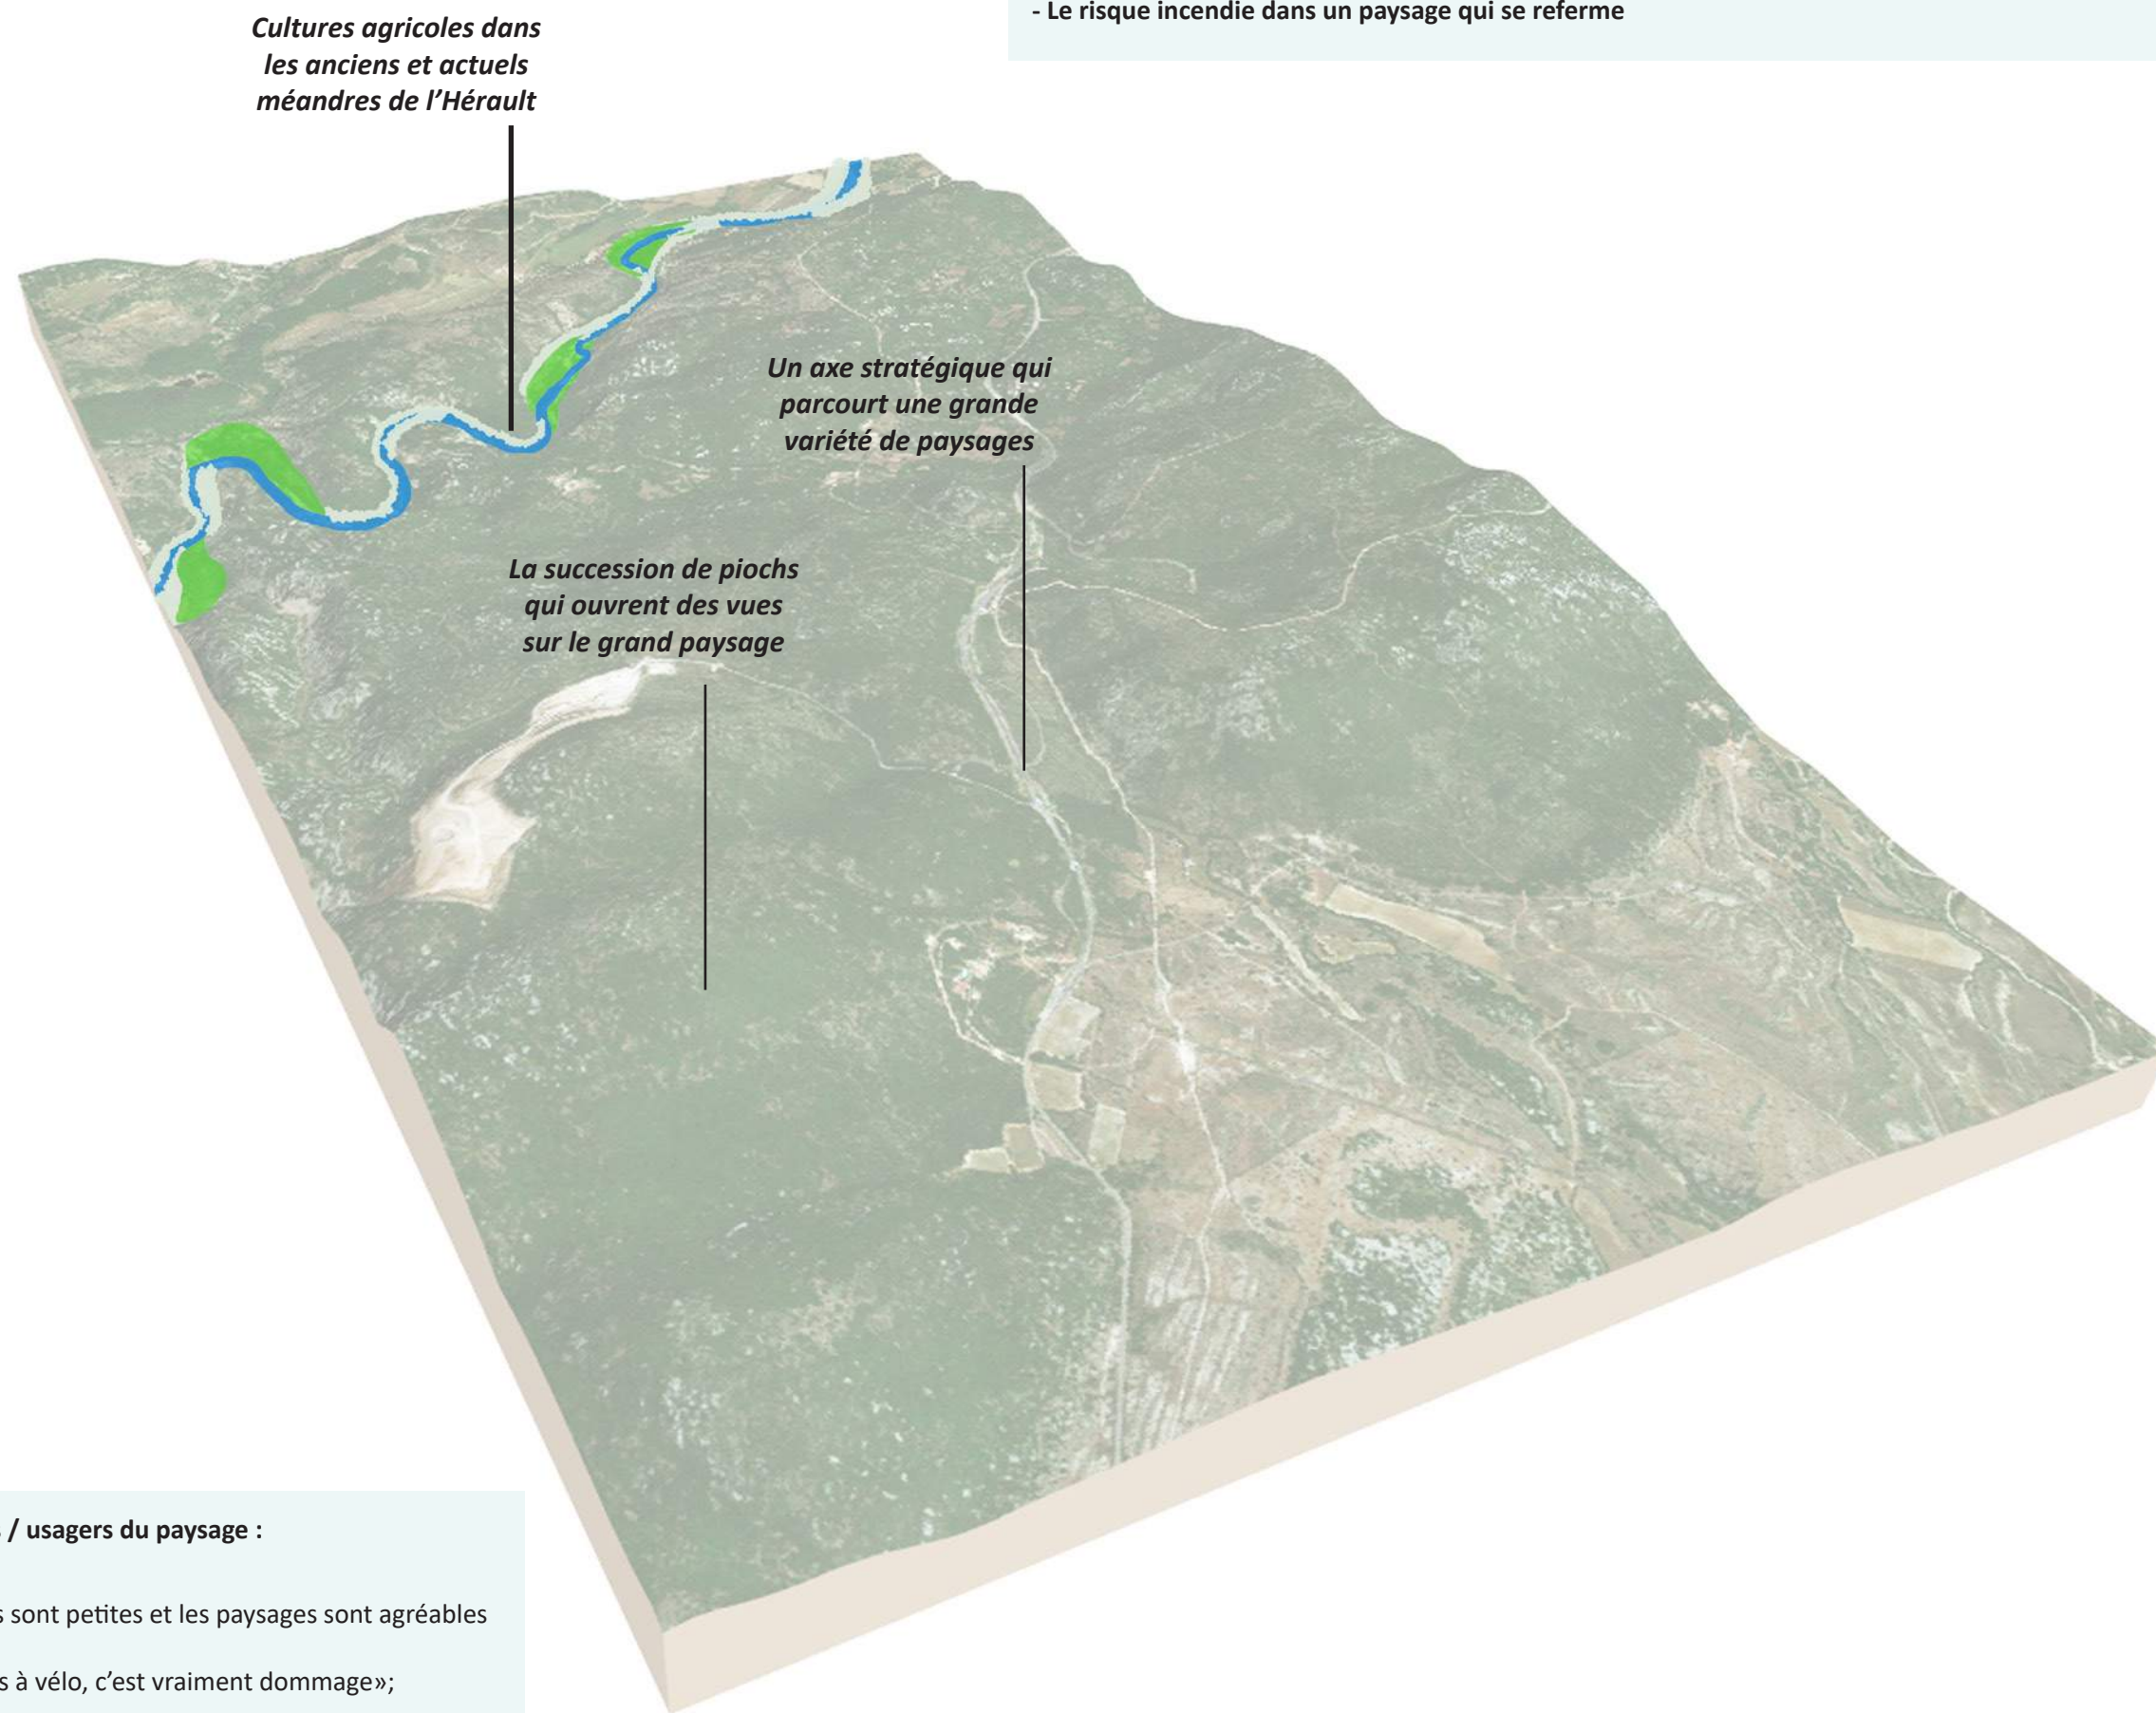 - Le risque incendie dans un paysage qui se referme
Cultures agricoles dans
les anciens et actuels
méandres de l’Hérault
Un axe stratégique qui
parcourt une grande
variété de paysages
La succession de piochs
qui ouvrent des vues
sur le grand paysage
/ usagers du paysage :
sont petites et les paysages sont agréables
à vélo, c’est vraiment dommage»;